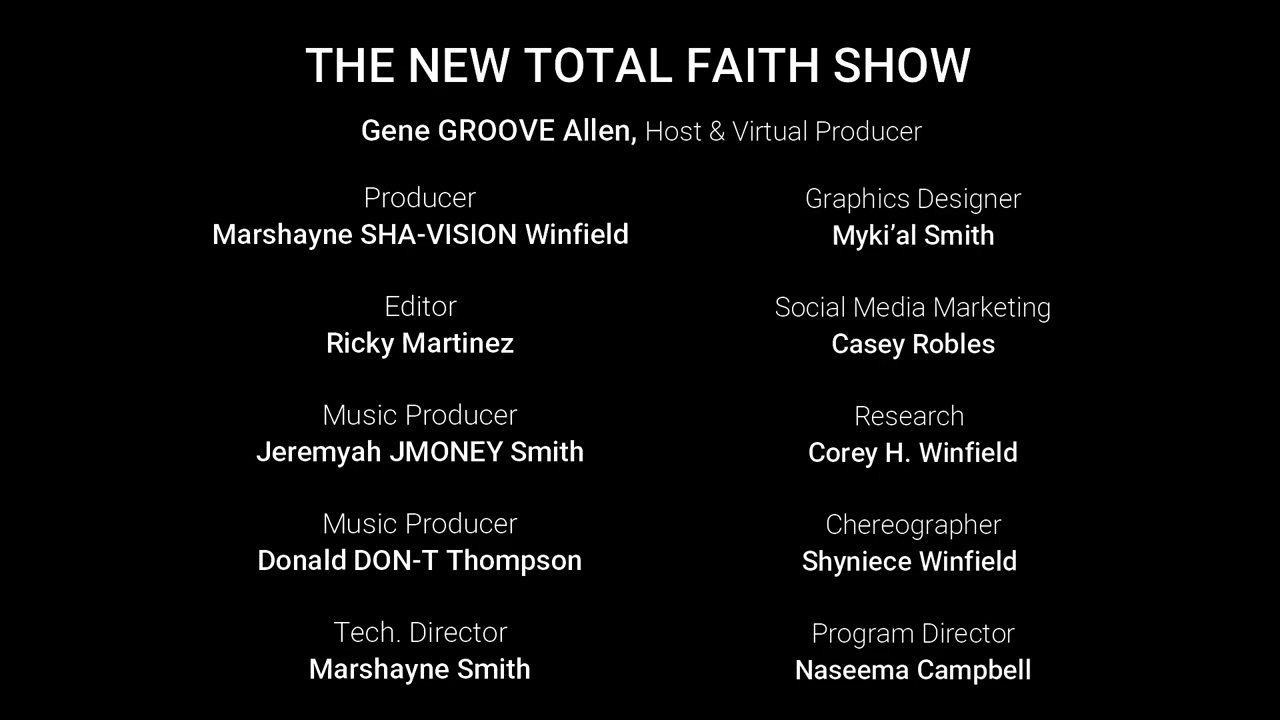 THE NEW TOTAL FAITH SHOW
Gene GROOVE Allen, Host & Virtual Producer
Producer
Marshayne SHA-VISION Winfield
Editor
Ricky Martinez
Music Producer
Jeremyah JMONEY Smith
Music Producer
Donald DON-T Thompson
Tech. Director
Marshayne Smith
Graphics Designer
Myki’al Smith
Social Media Marketing
Casey Robles
Research
Corey H. Winfield
Chereographer
Shyniece Winfield
Program Director
Naseema Campbell